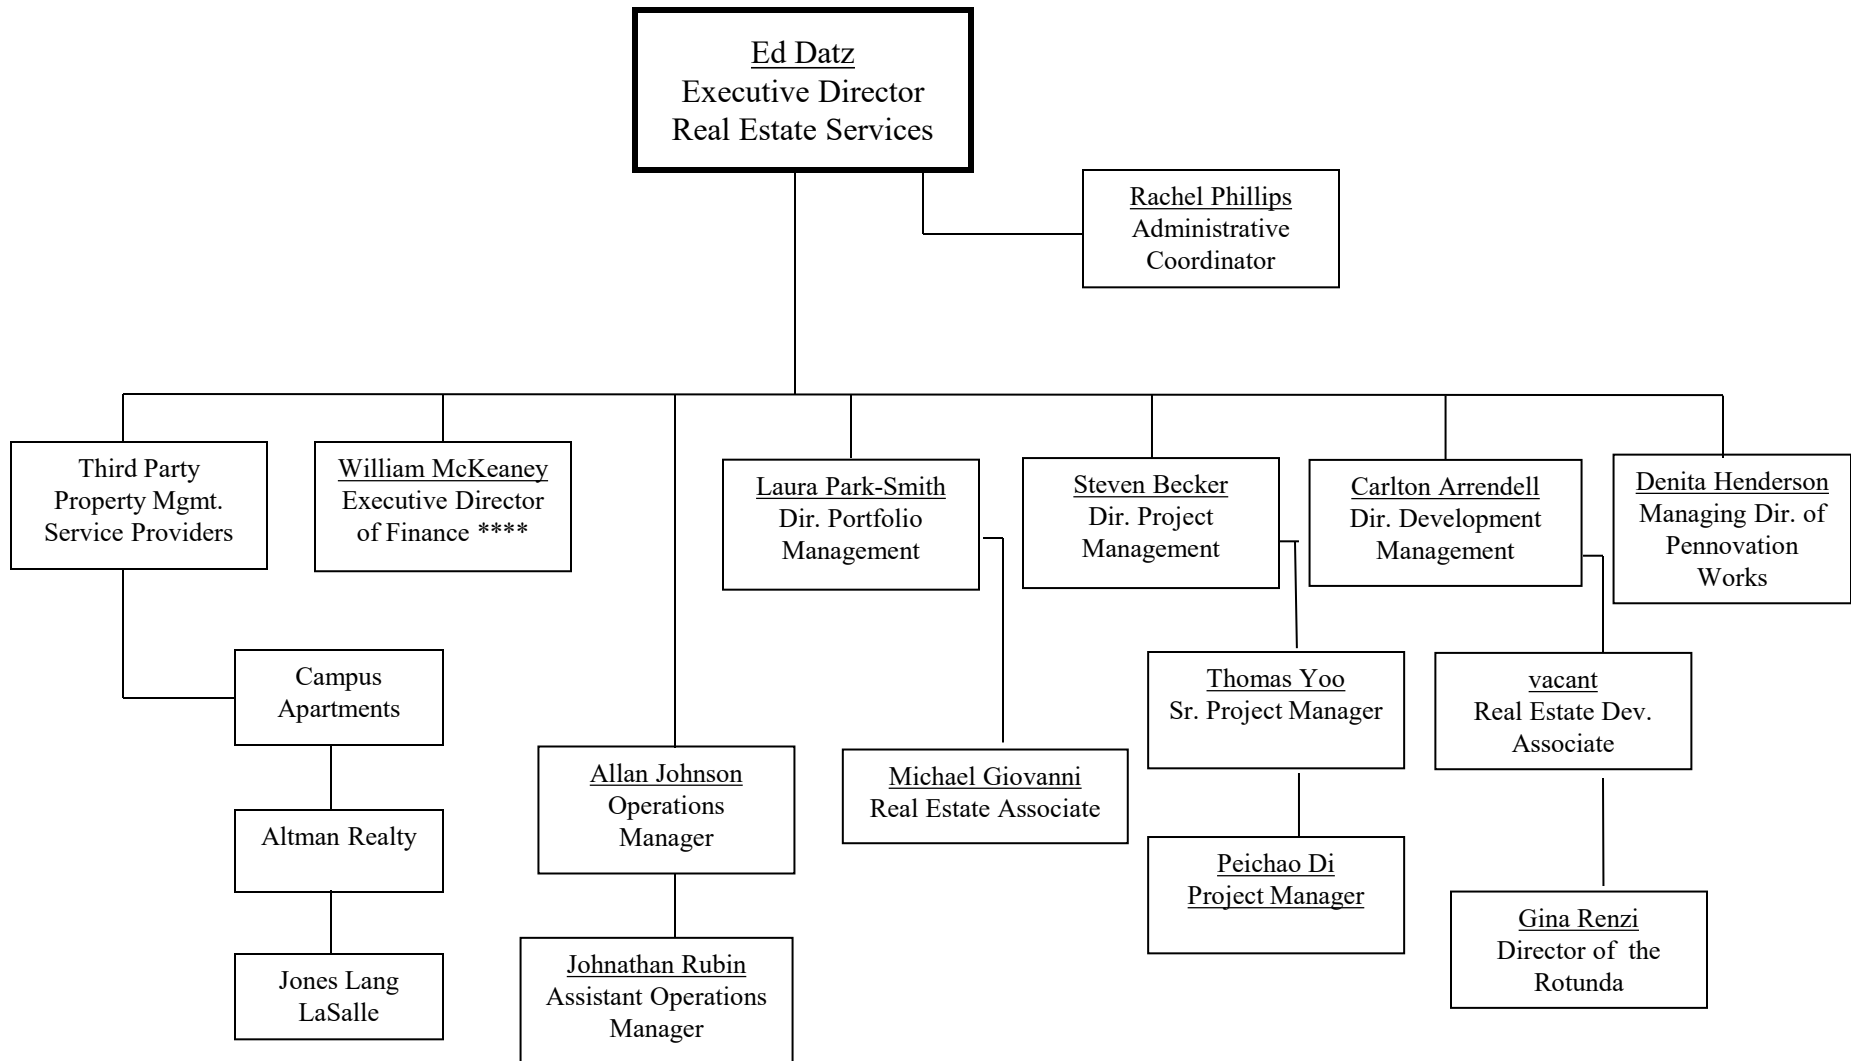 Ed Datz
Executive Director
Real Estate Services
Rachel Phillips
Administrative
Coordinator
Third Party
Property Mgmt.
Service Providers
William McKeaney
Executive Director
of Finance ****
Laura Park-Smith
Dir. Portfolio
Management
Steven Becker
Dir. Project
Management
Carlton Arrendell
Dir. Development
Management
Denita Henderson
Managing Dir. of
Pennovation
Works
Campus
Apartments
Thomas Yoo
Sr. Project Manager
vacant
Real Estate Dev.
Associate
Allan Johnson
Operations
Manager
Michael Giovanni
Real Estate Associate
Altman Realty
Peichao Di
Project Manager
Gina Renzi
Director of the
Rotunda
Jones Lang
LaSalle
Johnathan Rubin
Assistant Operations
Manager